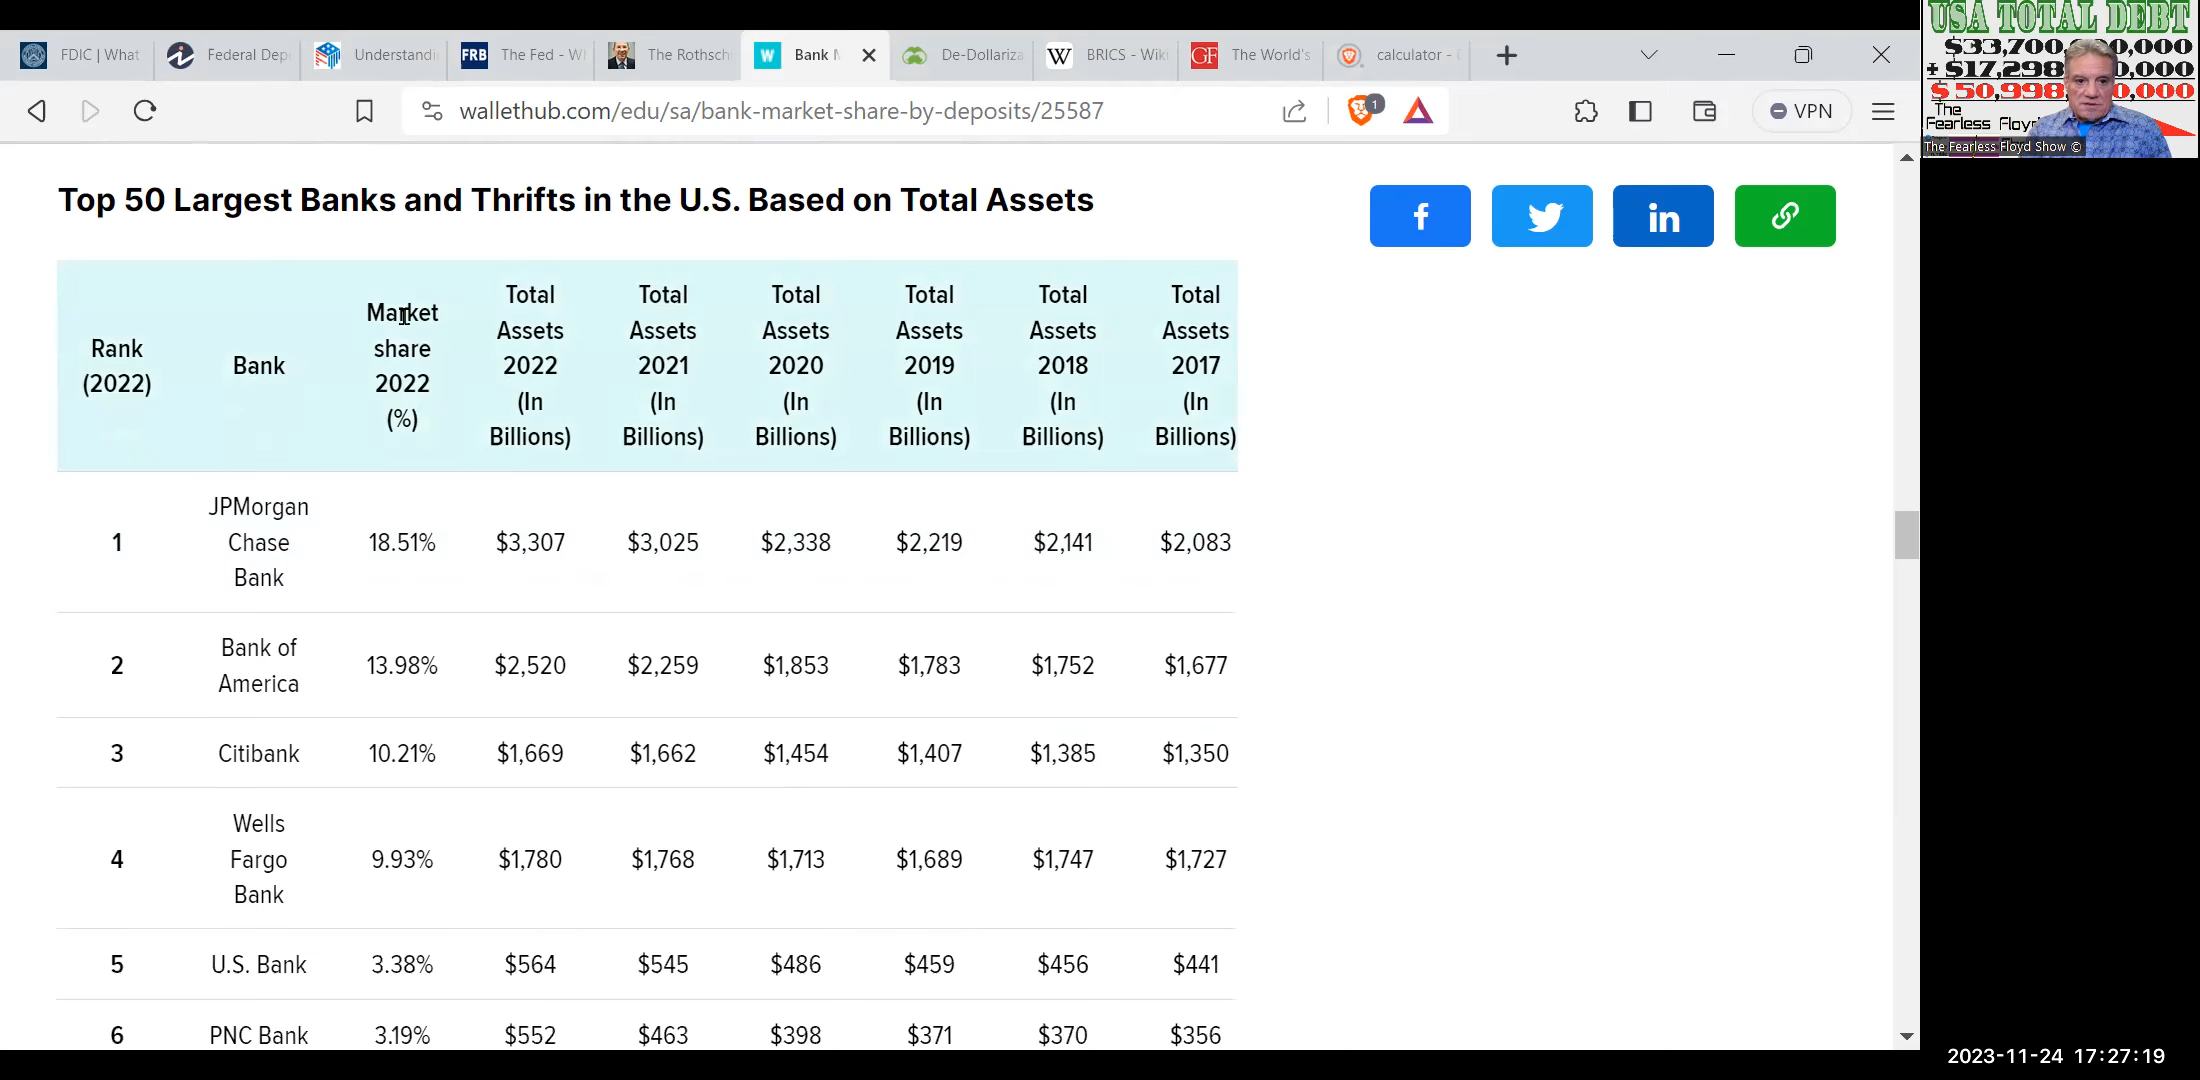 FDIC | What
Federal Dep
Understandi
FRB
The Fed - W
The Rothsch
W
Bank
De-Dollariza
W
BRICS - Wiki
GF
The World's
calculator -
wallethub.com/edu/sa/bank-market-share-by-deposits/25587
1
VPN
USA TOTAL DEBT
The
Fearless
The Fearless Floyd Show ©
Top 50 Largest Banks and Thrifts in the U.S. Based on Total Assets
f
in
Rank (2022) Bank Market share 2022 (%) Total Assets 2022 (In Billions) Total Assets 2021 (In Billions) Total Assets 2020 (In Billions) Total Assets 2019 (In Billions) Total Assets 2018 (In Billions) Total Assets 2017 (In Billions)
1 JPMorgan Chase Bank 18.51% $3,307 $3,025 $2,338 $2,219 $2,141 $2,083
2 Bank of America 13.98% $2,520 $2,259 $1,853 $1,783 $1,752 $1,677
3 Citibank 10.21% $1,669 $1,662 $1,454 $1,407 $1,385 $1,350
4 Wells Fargo Bank 9.93% $1,780 $1,768 $1,713 $1,689 $1,747 $1,727
5 U.S. Bank 3.38% $564 $545 $486 $459 $456 $441
6 PNC Bank 3.19% $552 $463 $398 $371 $370 $356
2023-11-24 17:27:19